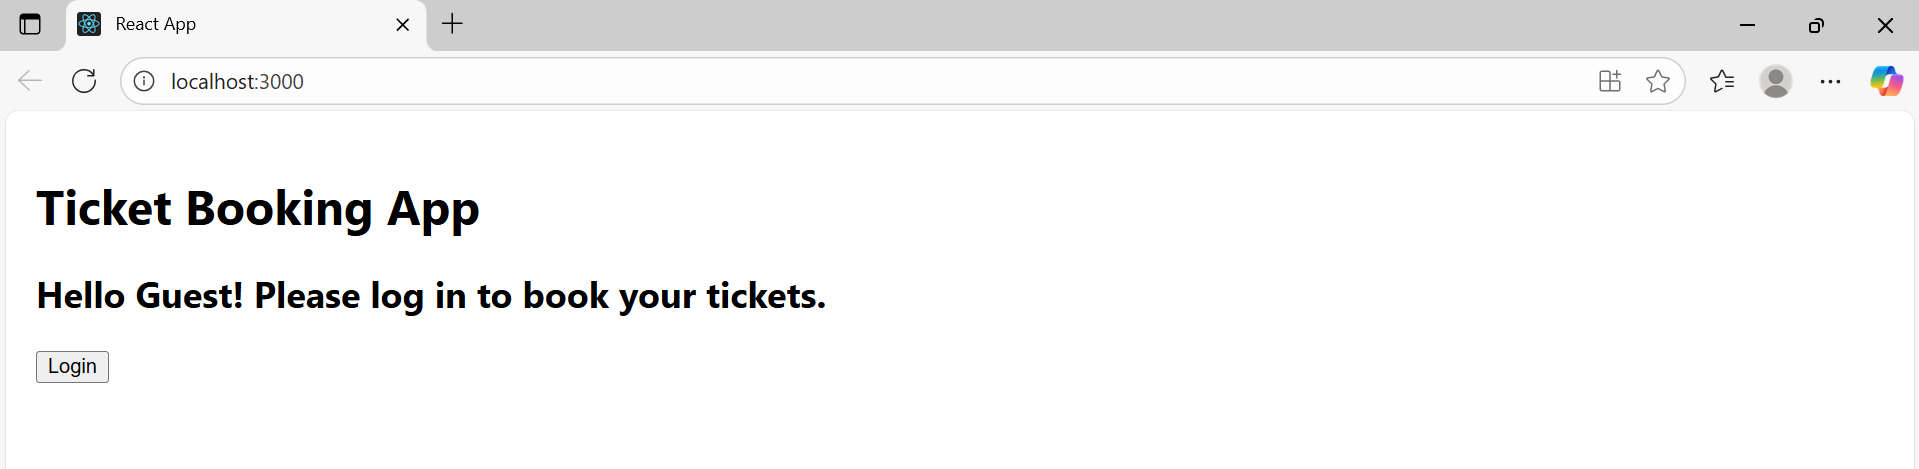 React App
localhost:3000
Ticket Booking App
Hello Guest! Please log in to book your tickets.
Login